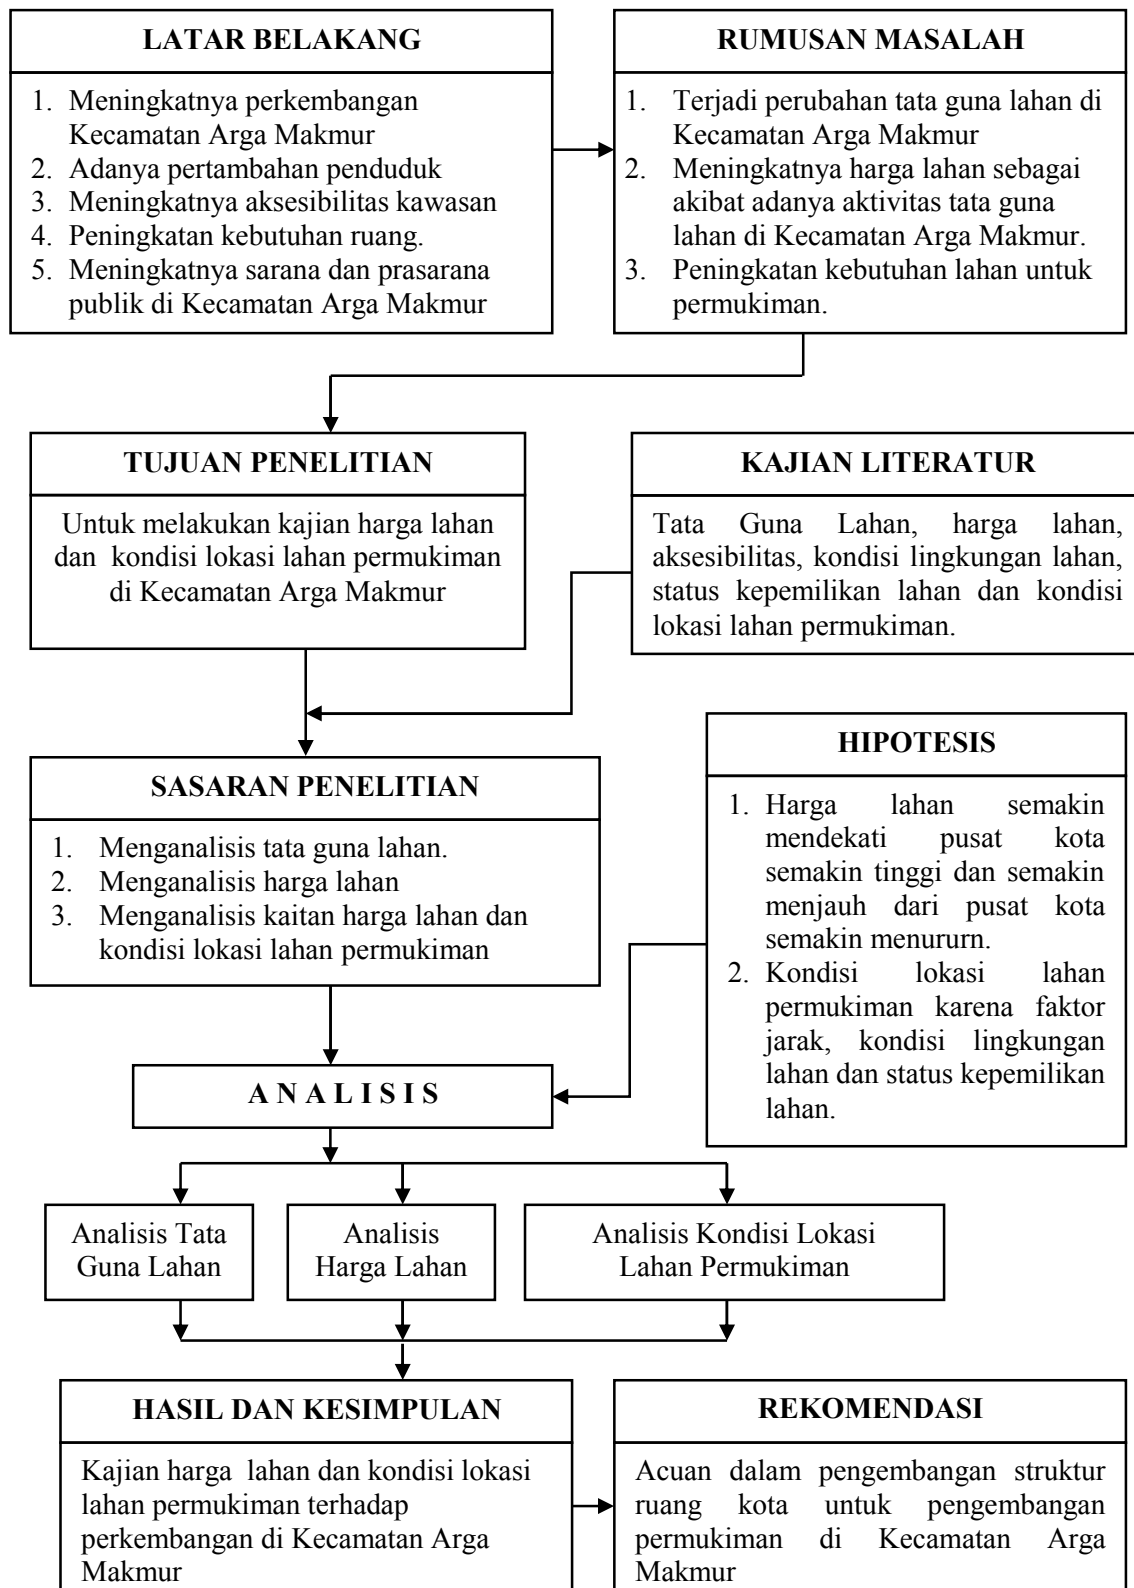 LATAR BELAKANG
1. Meningkatnya perkembangan
Kecamatan Arga Makmur
2. Adanya pertambahan penduduk
3. Meningkatnya aksesibilitas kawasan
4. Peningkatan kebutuhan ruang.
5. Meningkatnya sarana dan prasarana
publik di Kecamatan Arga Makmur
RUMUSAN MASALAH
1. Terjadi perubahan tata guna lahan di
Kecamatan Arga Makmur
2. Meningkatnya harga lahan sebagai
akibat adanya aktivitas tata guna
lahan di Kecamatan Arga Makmur.
3. Peningkatan kebutuhan lahan untuk
permukiman.
TUJUAN PENELITIAN
Untuk melakukan kajian harga lahan
dan kondisi lokasi lahan permukiman
di Kecamatan Arga Makmur
KAJIAN LITERATUR
Tata Guna Lahan, harga lahan,
aksesibilitas, kondisi lingkungan lahan,
status kepemilikan lahan dan kondisi
lokasi lahan permukiman.
SASARAN PENELITIAN
1. Menganalisis tata guna lahan.
2. Menganalisis harga lahan
3. Menganalisis kaitan harga lahan dan
kondisi lokasi lahan permukiman
HIPOTESIS
1. Harga lahan semakin
mendekati pusat kota
semakin tinggi dan semakin
menjauh dari pusat kota
semakin menururn.
2. Kondisi lokasi lahan
permukiman karena faktor
jarak, kondisi lingkungan
lahan dan status kepemilikan
lahan.
A N A L I S I S
Analisis Tata
Guna Lahan
Analisis
Harga Lahan
Analisis Kondisi Lokasi
Lahan Permukiman
HASIL DAN KESIMPULAN
Kajian harga lahan dan kondisi lokasi
lahan permukiman terhadap
perkembangan di Kecamatan Arga
Makmur
REKOMENDASI
Acuan dalam pengembangan struktur
ruang kota untuk pengembangan
permukiman di Kecamatan Arga
Makmur